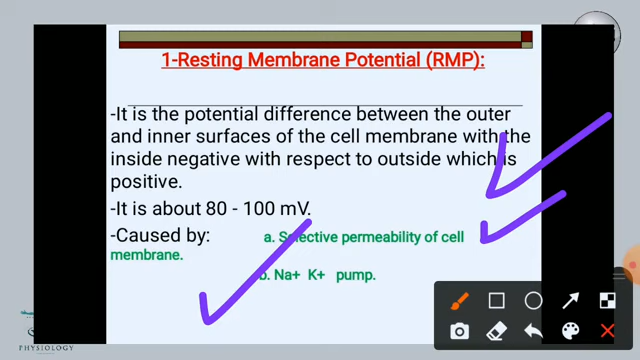 1-Resting Membrane Potential (RMP):
-It is the potential difference between the outer
and inner surfaces of the cell membrane with the
inside negative with respect to outside which is
positive.
-It is about 80 - 100 mV.
-Caused by: a. Selective permeability of cell
membrane.
b. Na+ K+ pump.
PHYSIOLOGY